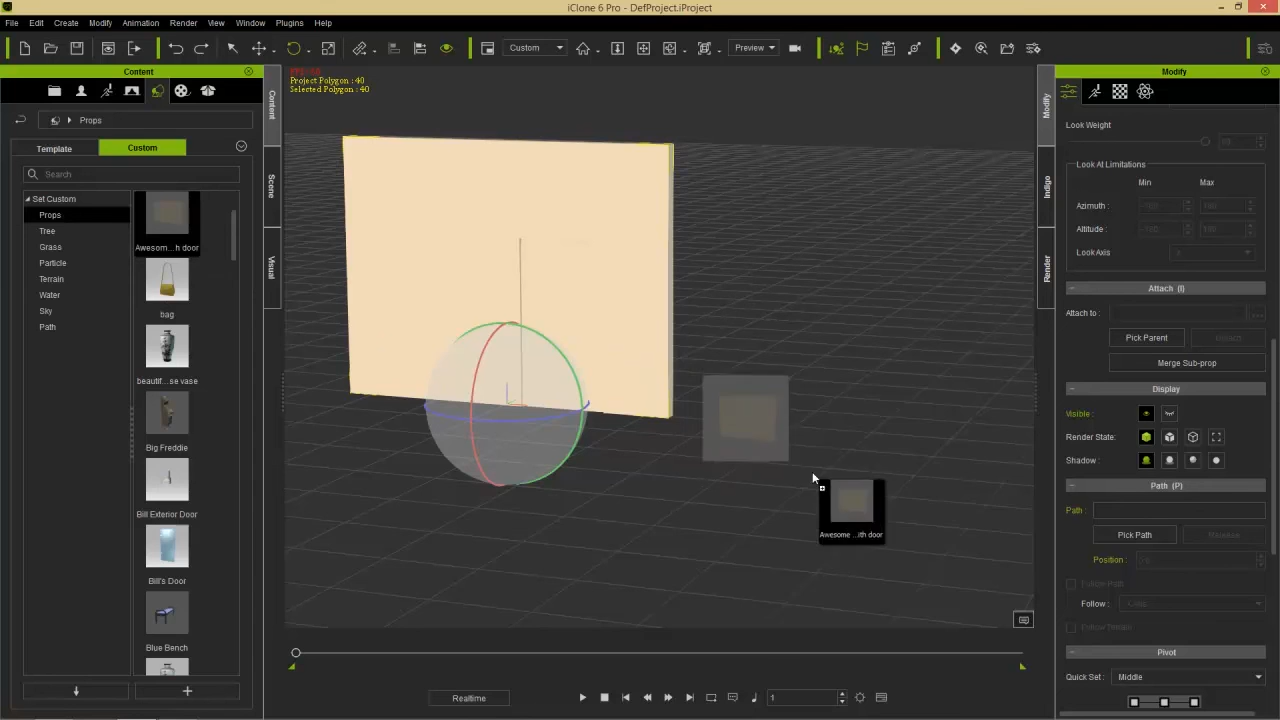 iClone 6 Pro - DefProject.iProject
File Edit Create Modify Animation Render View Window Plugins Help
Custom
Preview
Content
Props
Template
Custom
Search
Set Custom
Props
Tree
Grass
Particle
Terrain
Water
Sky
Path
Awesom...h door
bag
beautif...se vase
Big Freddie
Bill Exterior Door
Bill's Door
Blue Bench
Content
Scene
Visual
Project Polygon :40
Selected Polygon :40
Awesome ...ith door
Realtime
1
Modify
Indigo
Render
Modify
Look Weight
Look At Limitations
Min Max
Azimuth :
Altitude :
Look Axis
Attach (I)
Attach to :
Pick Parent
Merge Sub-prop
Display
Visible :
Render State:
Shadow :
Path (P)
Path :
Pick Path
Position :
Follow Path
Follow :
Follow Terrain
Pivot
Quick Set : Middle